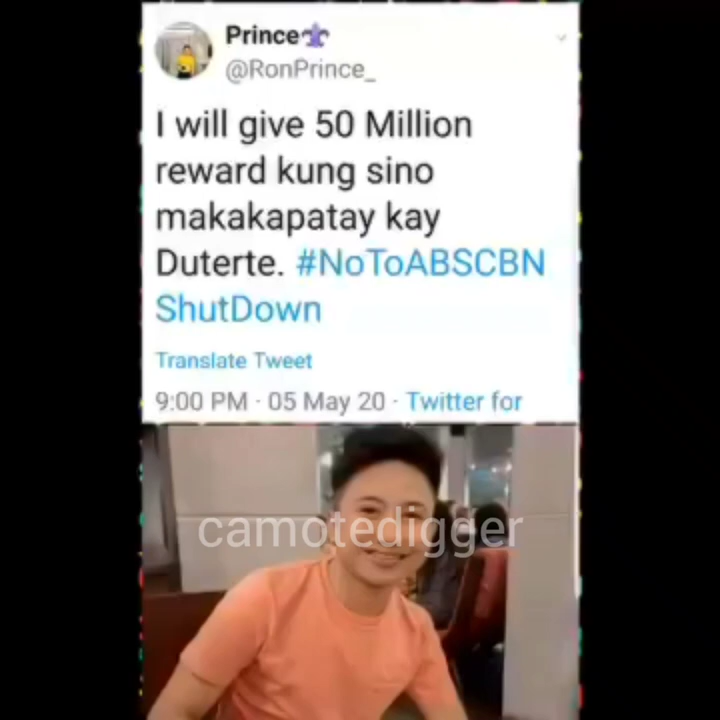 Prince
@RonPrince_
I will give 50 Million
reward kung sino
makakapatay kay
Duterte. #NoToABSCBN
ShutDown
Translate Tweet
9:00 PM · 05 May 20 · Twitter for
camotedigger